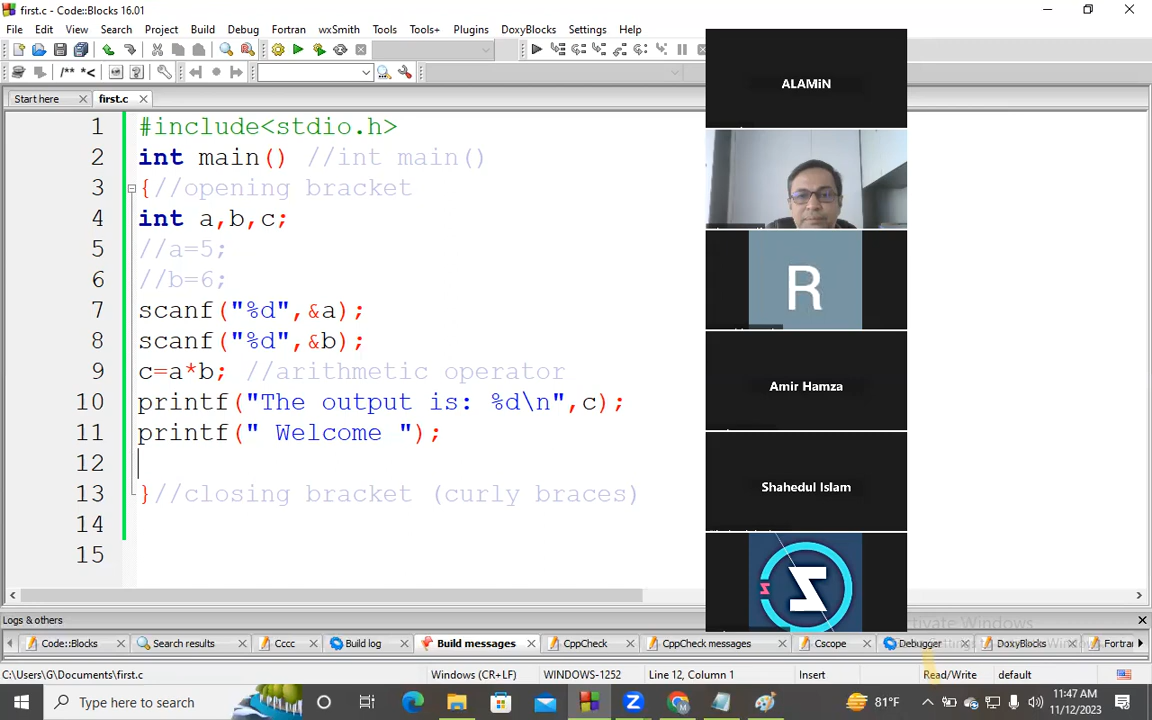 first.c - Code::Blocks 16.01
File Edit View Search Project Build Debug Fortran wxSmith Tools Tools+ Plugins DoxyBlocks Settings Help
/** *<
Start here first.c
1 #include<stdio.h>
2 int main() //int main()
3 {//opening bracket
4 int a,b,c;
5 //a=5;
6 //b=6;
7 scanf("%d",&a);
8 scanf("%d",&b);
9 c=a*b; //arithmetic operator
10 printf("The output is: %d\n",c);
11 printf(" Welcome ");
12
13 }//closing bracket (curly braces)
14
15
ALAMiN
R
Amir Hamza
Shahedul Islam
Logs & others
Code::Blocks Search results Cccc Build log Build messages CppCheck CppCheck messages Cscope Debugger DoxyBlocks Fortra
C:\Users\G\Documents\first.c Windows (CR+LF) WINDOWS-1252 Line 12, Column 1 Insert Read/Write default
Type here to search
81°F
11:47 AM
11/12/2023